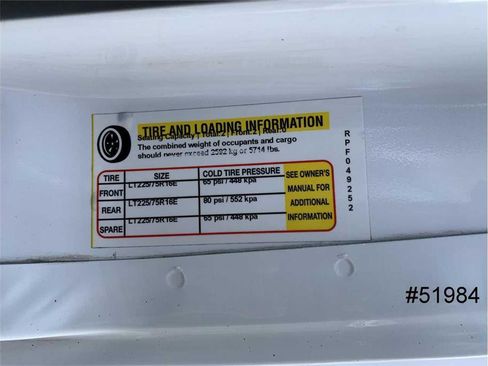 TIRE AND LOADING INFORMATION
Seating Capacity | Total:2 | Front:2 | Rear:0
The combined weight of occupants and cargo
should never exceed 2592 kg or 5714 lbs.
TIRE SIZE COLD TIRE PRESSURE SEE OWNER'S MANUAL FOR ADDITIONAL INFORMATION
FRONT LT225/75R16E 65 psi / 448 kpa
REAR LT225/75R16E 80 psi / 552 kpa
SPARE LT225/75R16E 65 psi / 448 kpa
RPF049252
#51984